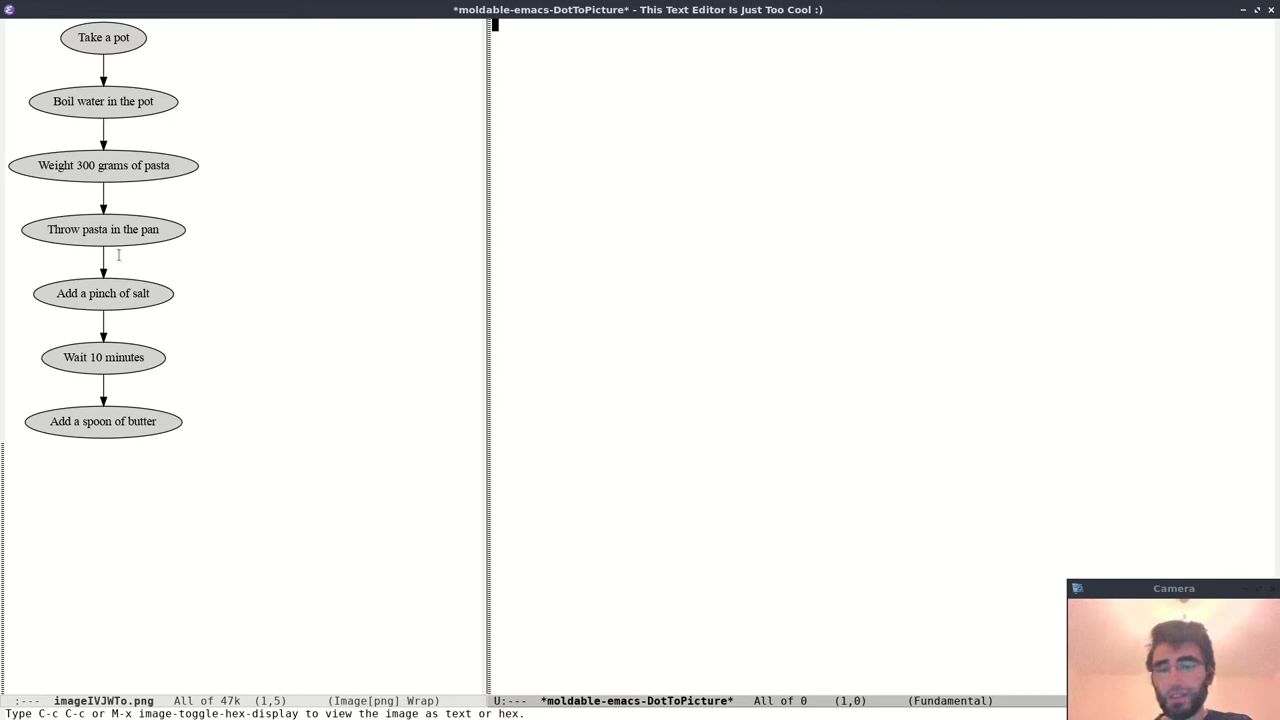 *moldable-emacs-DotToPicture* - This Text Editor Is Just Too Cool :)
Take a pot
Boil water in the pot
Weight 300 grams of pasta
Throw pasta in the pan
Add a pinch of salt
Wait 10 minutes
Add a spoon of butter
Camera
:--- imageIVJWTo.png All of 47k (1,5) (Image[png] Wrap)
U:--- *moldable-emacs-DotToPicture* All of 0 (1,0) (Fundamental)
Type C-c C-c or M-x image-toggle-hex-display to view the image as text or hex.